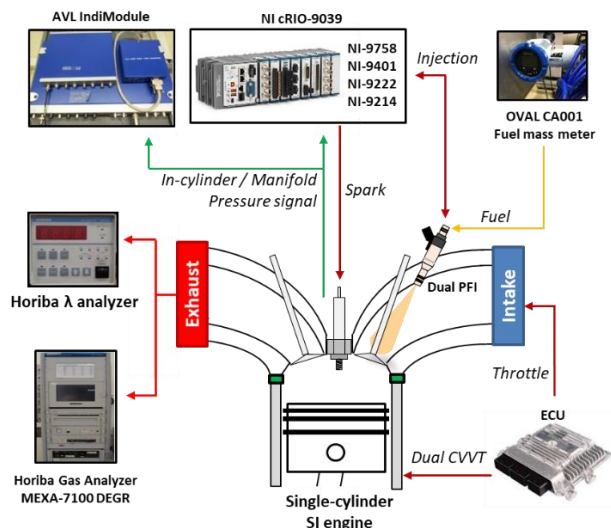 AVL IndiModule
NI cRIO-9039
NI-9758
NI-9401
NI-9222
NI-9214
Injection
OVAL CA001
Fuel mass meter
In-cylinder / Manifold
Pressure signal
Spark
Fuel
Horiba λ analyzer
Exhaust
Dual PFI
Intake
Throttle
Horiba Gas Analyzer
MEXA-7100 DEGR
ECU
Dual CVVT
Single-cylinder
SI engine